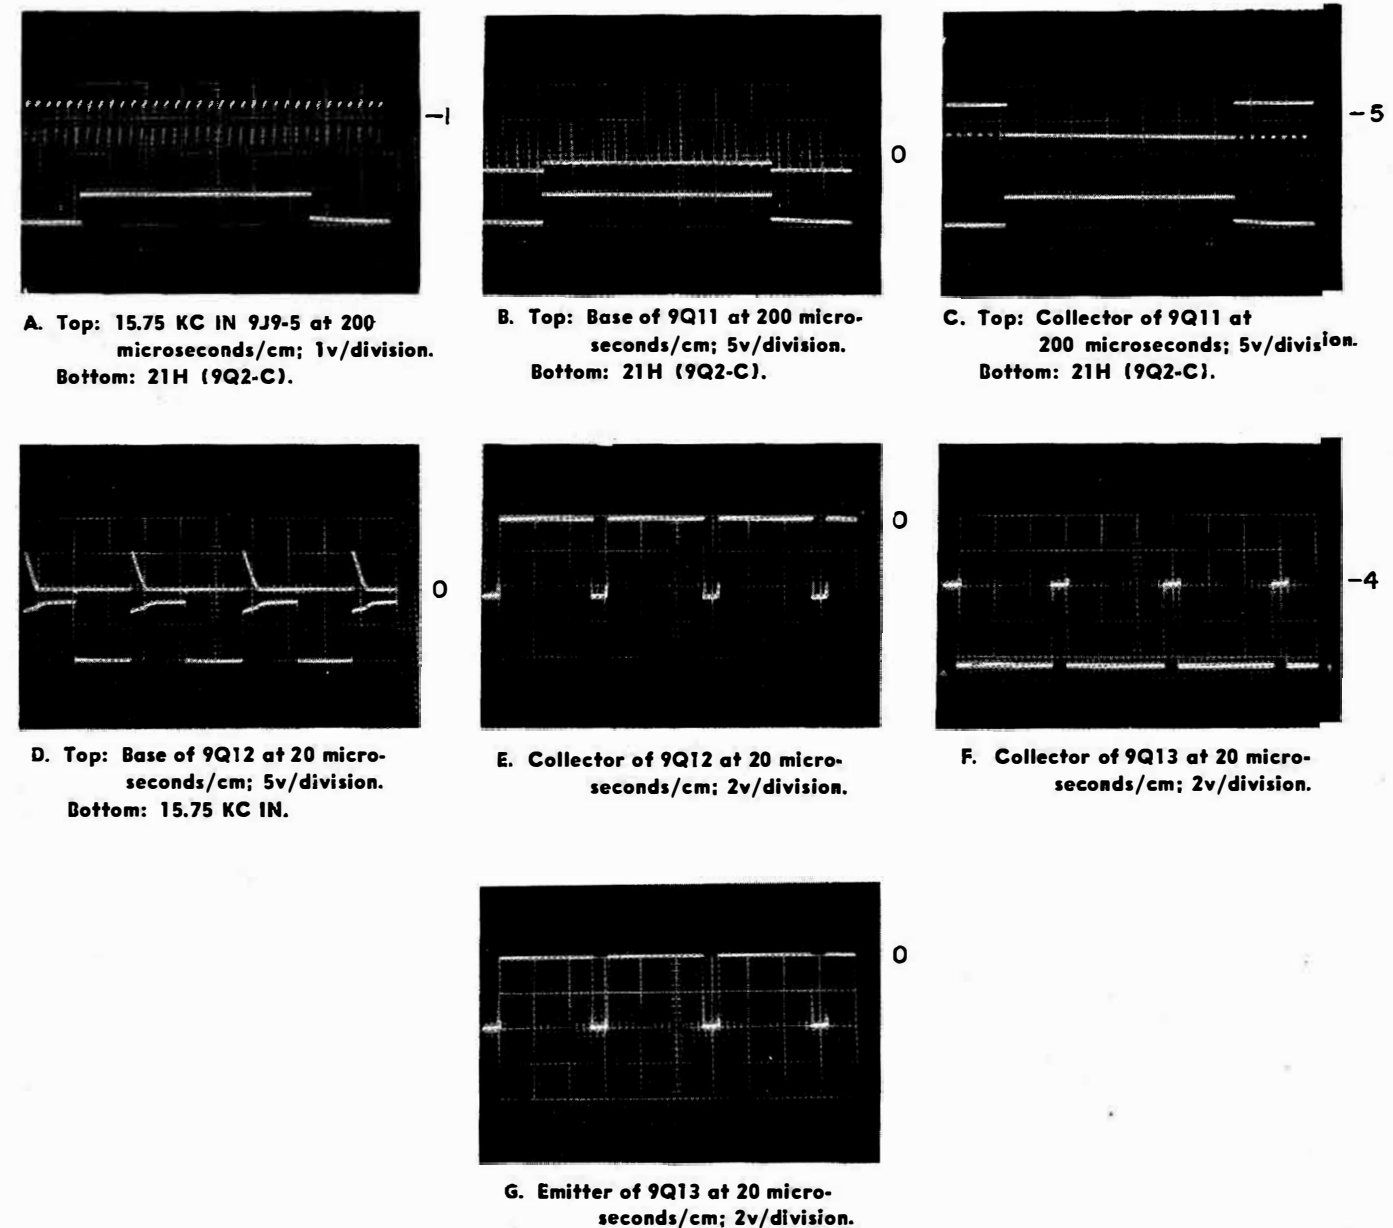 -1
0
-5
A. Top: 15.75 KC IN 9J9-5 at 200
microseconds/cm; 1v/division.
Bottom: 21H (9Q2-C).
B. Top: Base of 9Q11 at 200 micro-
seconds/cm; 5v/division.
Bottom: 21H (9Q2-C).
C. Top: Collector of 9Q11 at
200 microseconds; 5v/division.
Bottom: 21H (9Q2-C).
0
0
-4
D. Top: Base of 9Q12 at 20 micro-
seconds/cm; 5v/division.
Bottom: 15.75 KC IN.
E. Collector of 9Q12 at 20 micro-
seconds/cm; 2v/division.
F. Collector of 9Q13 at 20 micro-
seconds/cm; 2v/division.
0
G. Emitter of 9Q13 at 20 micro-
seconds/cm; 2v/division.